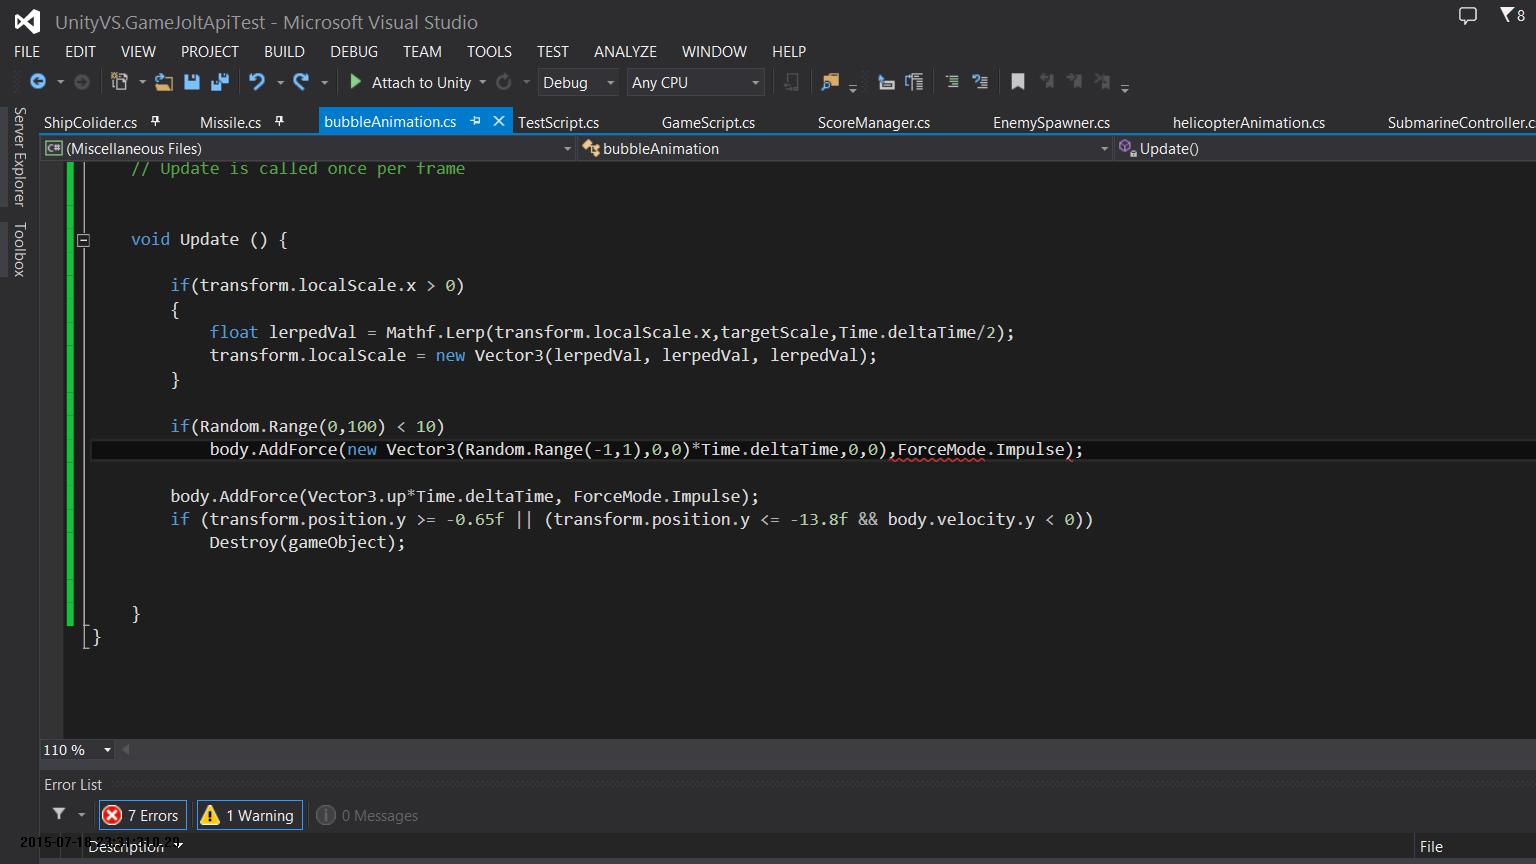 UnityVS.GameJoltApiTest - Microsoft Visual Studio
8
FILE EDIT VIEW PROJECT BUILD DEBUG TEAM TOOLS TEST ANALYZE WINDOW HELP
Attach to Unity Debug Any CPU
Server Explorer
Toolbox
ShipColider.cs Missile.cs bubbleAnimation.cs TestScript.cs GameScript.cs ScoreManager.cs EnemySpawner.cs helicopterAnimation.cs SubmarineController.c
C# (Miscellaneous Files) bubbleAnimation Update()
// Update is called once per frame
void Update () {
if(transform.localScale.x > 0)
{
float lerpedVal = Mathf.Lerp(transform.localScale.x,targetScale,Time.deltaTime/2);
transform.localScale = new Vector3(lerpedVal, lerpedVal, lerpedVal);
}
if(Random.Range(0,100) < 10)
body.AddForce(new Vector3(Random.Range(-1,1),0,0)*Time.deltaTime,0,0),ForceMode.Impulse);
body.AddForce(Vector3.up*Time.deltaTime, ForceMode.Impulse);
if (transform.position.y >= -0.65f || (transform.position.y <= -13.8f && body.velocity.y < 0))
Destroy(gameObject);
}
}
110 %
Error List
7 Errors 1 Warning 0 Messages
Description File